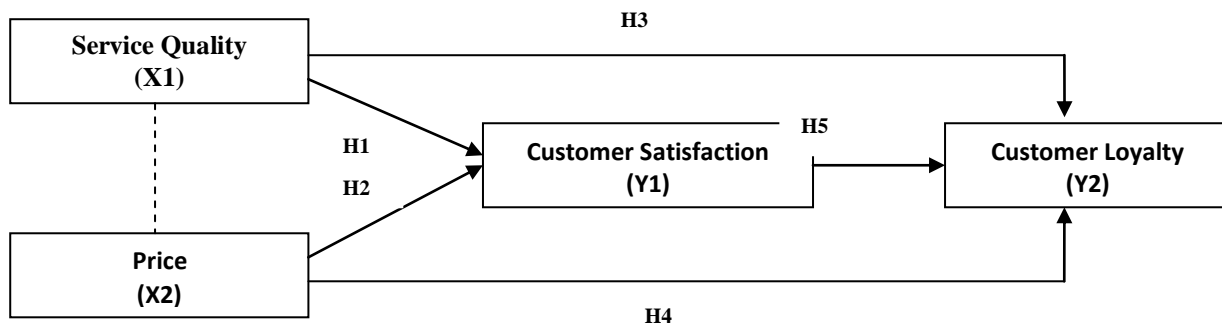 H3
Service Quality
(X1)
H1
H5
Customer Satisfaction
(Y1)
Customer Loyalty
(Y2)
H2
Price
(X2)
H4